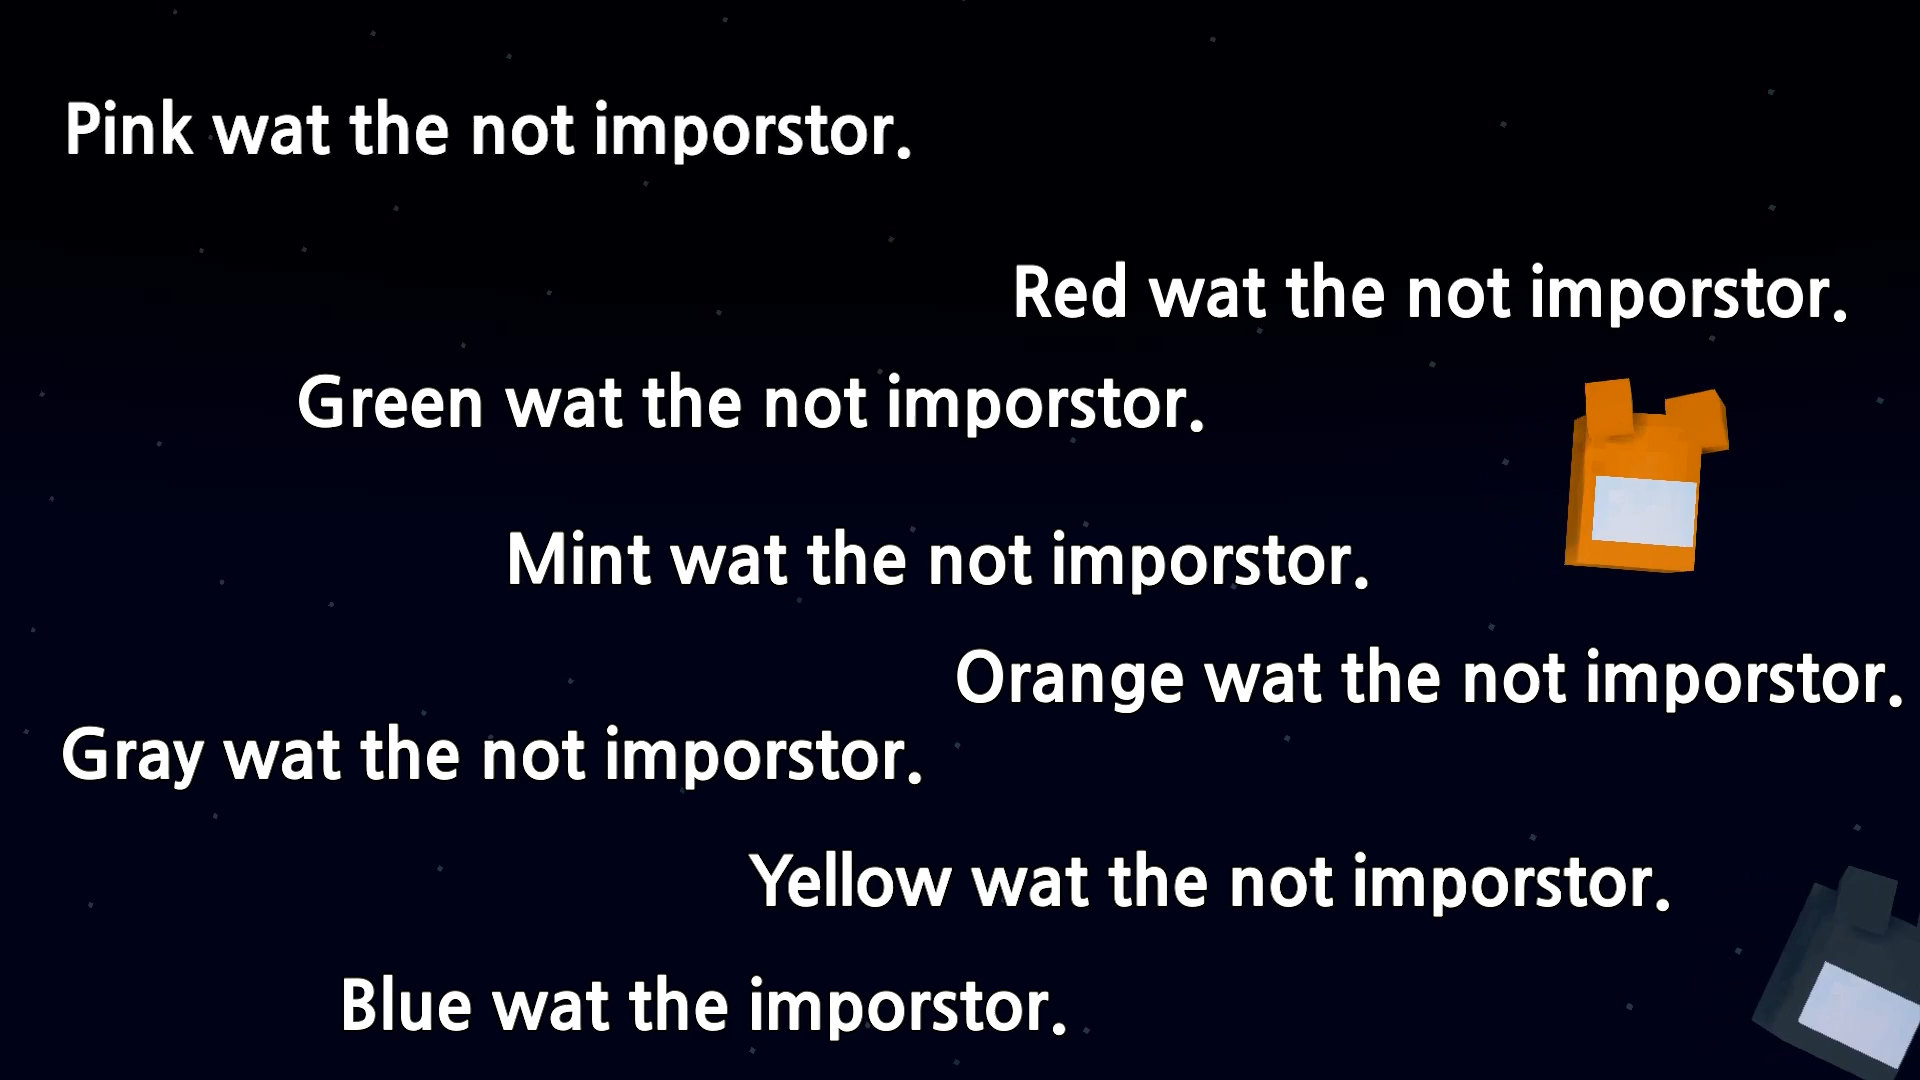 Pink wat the not imporstor.
Red wat the not imporstor.
Green wat the not imporstor.
Mint wat the not imporstor.
Orange wat the not imporstor.
Gray wat the not imporstor.
Yellow wat the not imporstor.
Blue wat the imporstor.